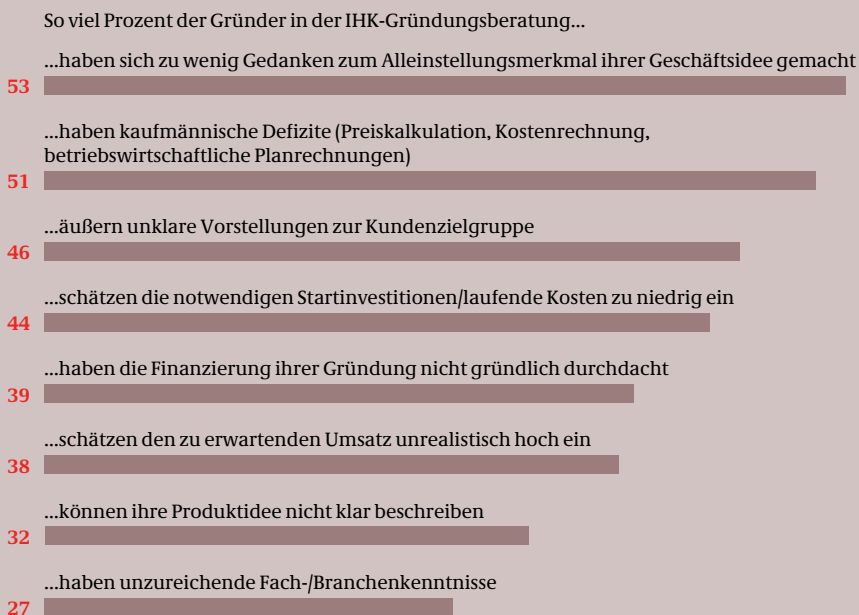 So viel Prozent der Gründer in der IHK-Gründungsberatung...
...haben sich zu wenig Gedanken zum Alleinstellungsmerkmal ihrer Geschäftsidee gemacht
53
...haben kaufmännische Defizite (Preiskalkulation, Kostenrechnung,
betriebswirtschaftliche Planrechnungen)
51
...äußern unklare Vorstellungen zur Kundenzielgruppe
46
...schätzen die notwendigen Startinvestitionen/laufende Kosten zu niedrig ein
44
...haben die Finanzierung ihrer Gründung nicht gründlich durchdacht
39
...schätzen den zu erwartenden Umsatz unrealistisch hoch ein
38
...können ihre Produktidee nicht klar beschreiben
32
...haben unzureichende Fach-/Branchenkenntnisse
27